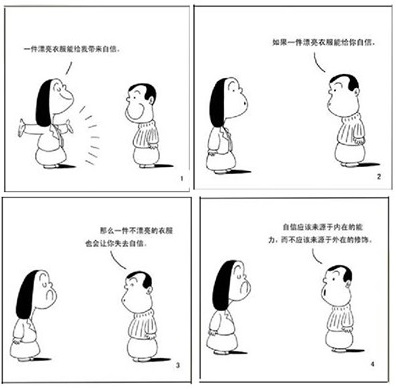 一件漂亮衣服能给我带来自信。
1
如果一件漂亮衣服能给你自信。
2
那么一件不漂亮的衣服
也会让你失去自信。
3
自信应该来源于内在的能
力，而不应该来源于外在的修饰。
4